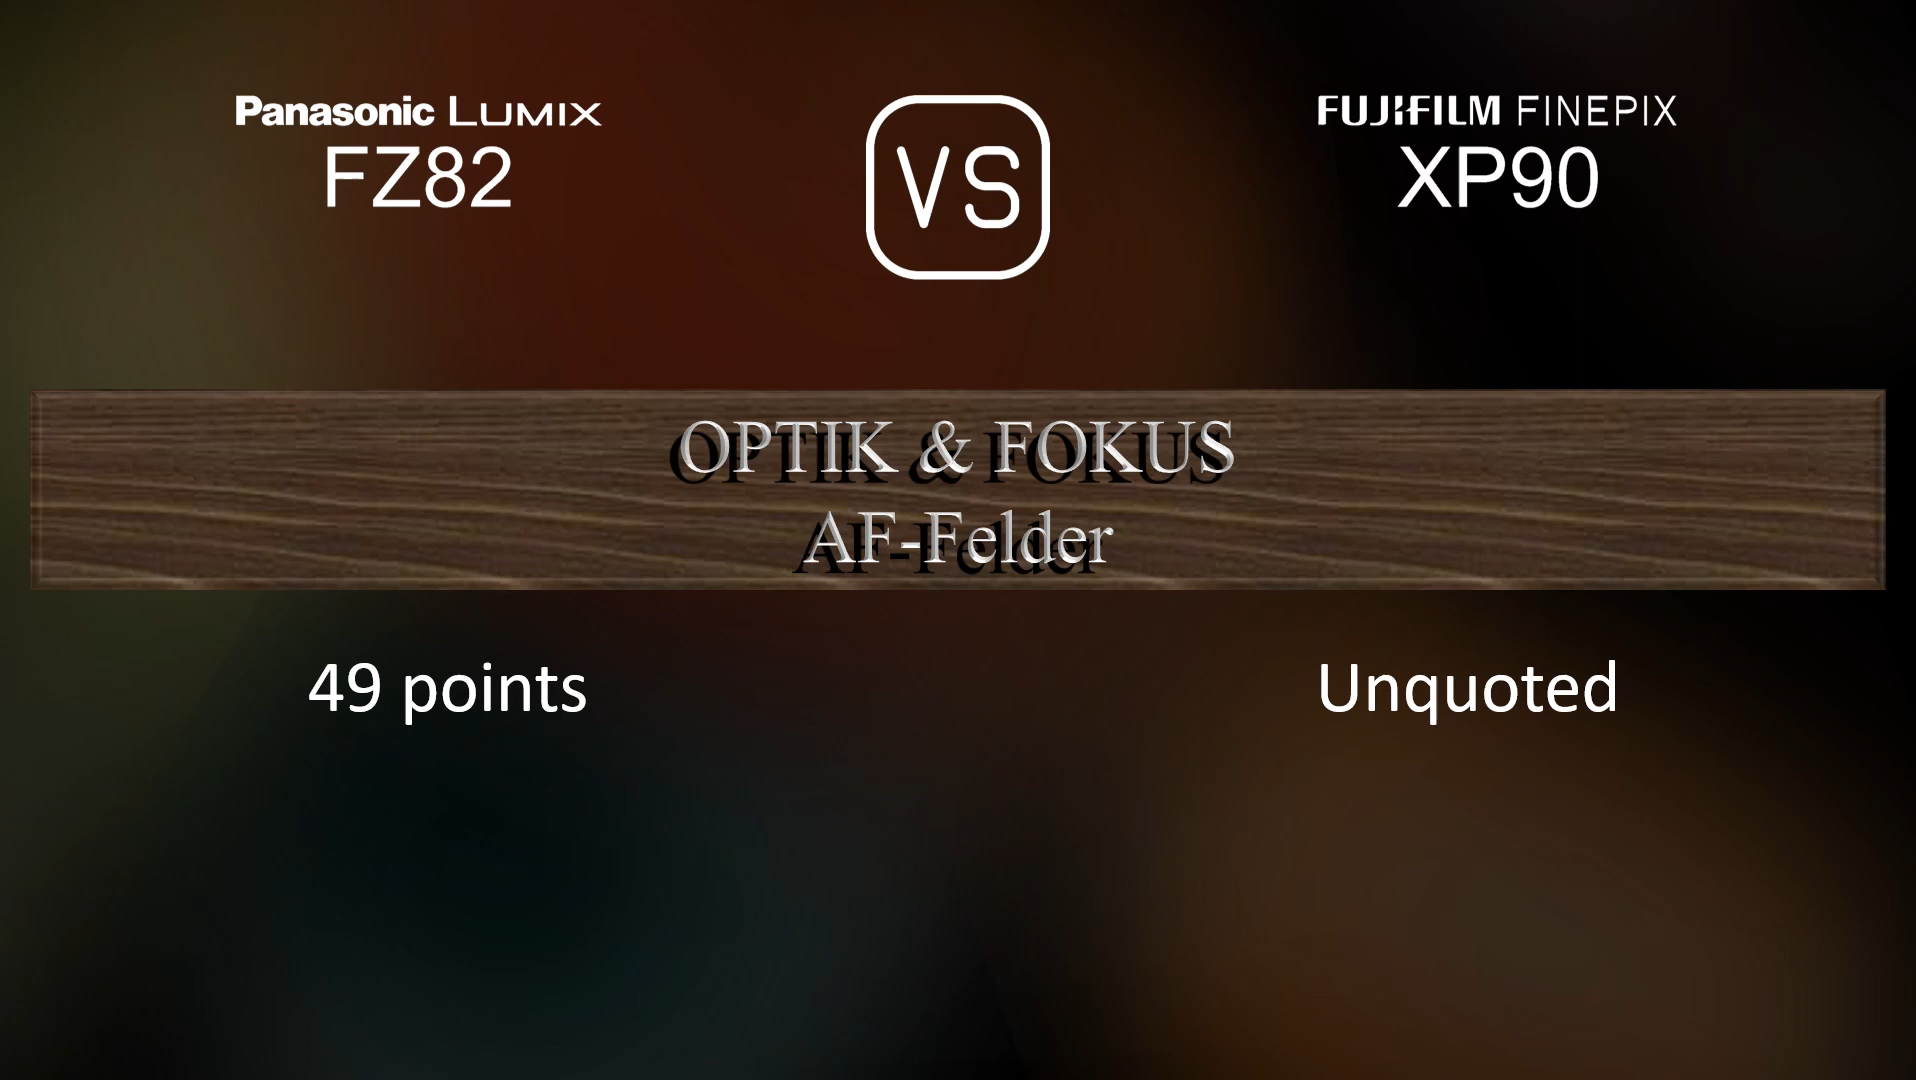 Panasonic LUMIX
FZ82
VS
FUJIFILM FINEPIX
XP90
OPTIK & FOKUS
AF-Felder
49 points
Unquoted